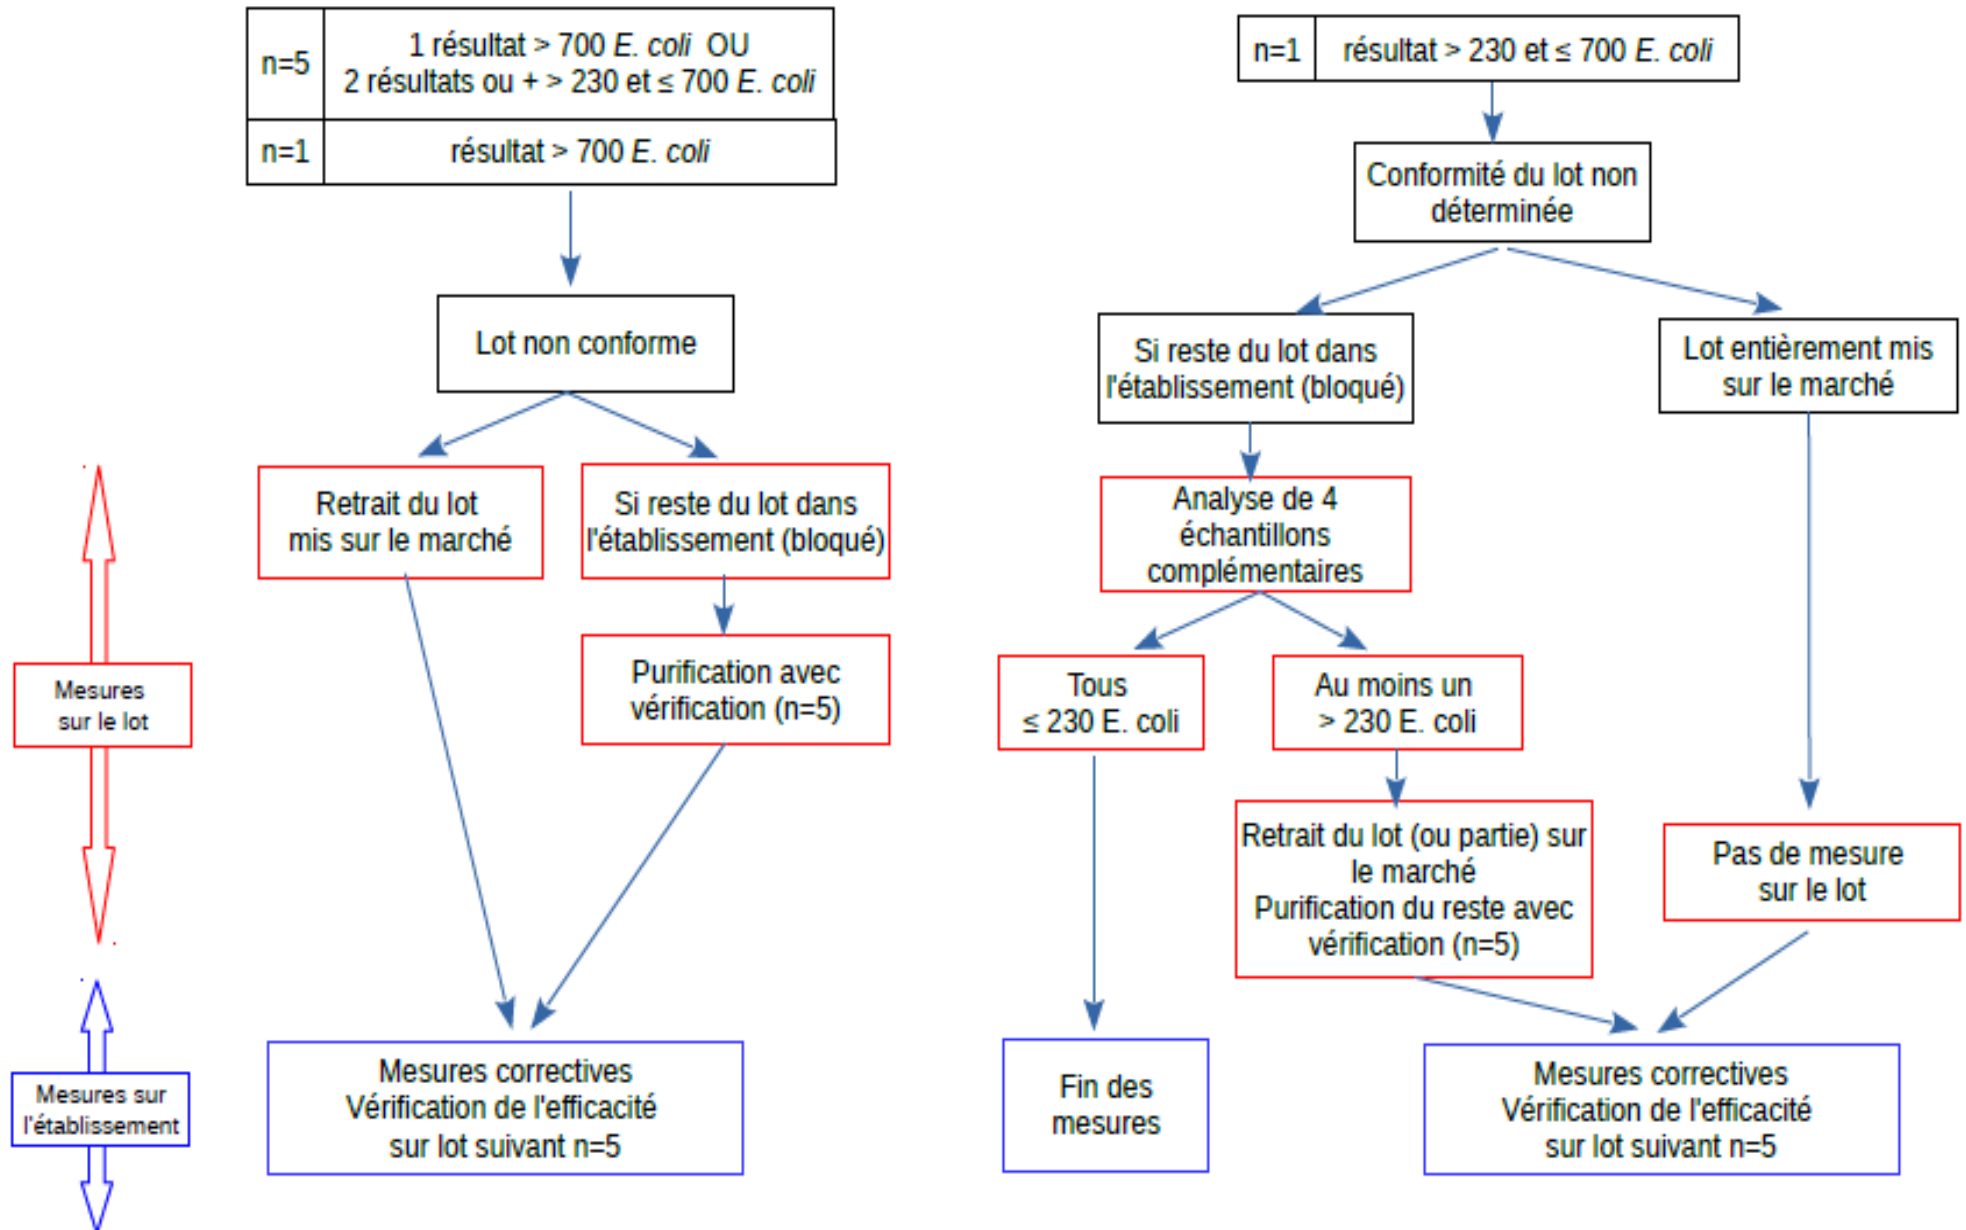 n=5
1 résultat > 700 E. coli OU
2 résultats ou + > 230 et ≤ 700 E. coli
n=1
résultat > 700 E. coli
Lot non conforme
Retrait du lot
mis sur le marché
Si reste du lot dans
l'établissement (bloqué)
Purification avec
vérification (n=5)
Mesures
sur le lot
Mesures sur
l'établissement
Mesures correctives
Vérification de l'efficacité
sur lot suivant n=5
n=1
résultat > 230 et ≤ 700 E. coli
Conformité du lot non
déterminée
Si reste du lot dans
l'établissement (bloqué)
Lot entièrement mis
sur le marché
Analyse de 4
échantillons
complémentaires
Tous
≤ 230 E. coli
Au moins un
> 230 E. coli
Retrait du lot (ou partie) sur
le marché
Purification du reste avec
vérification (n=5)
Pas de mesure
sur le lot
Fin des
mesures
Mesures correctives
Vérification de l'efficacité
sur lot suivant n=5